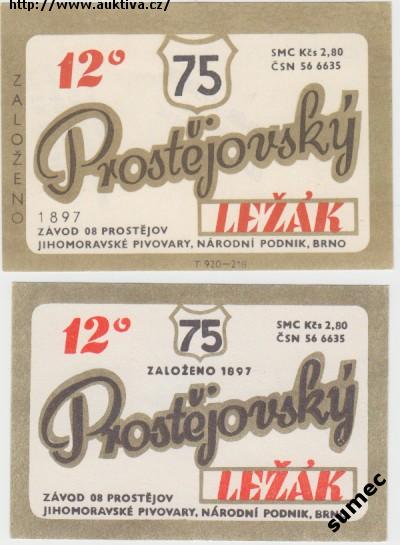 http://www.auktiva.cz/
12°
75
SMC Kčs 2,80
ČSN 56 6635
ZALOŽENO
Prostějovský
1897
LEŽÁK
ZÁVOD 08 PROSTĚJOV
JIHOMORAVSKÉ PIVOVARY, NÁRODNÍ PODNIK, BRNO
T 920-218
12°
75
SMC Kčs 2,80
ČSN 56 6635
ZALOŽENO 1897
Prostějovský
LEŽÁK
ZÁVOD 08 PROSTĚJOV
JIHOMORAVSKÉ PIVOVARY, NÁRODNÍ PODNIK, BRNO
sumec